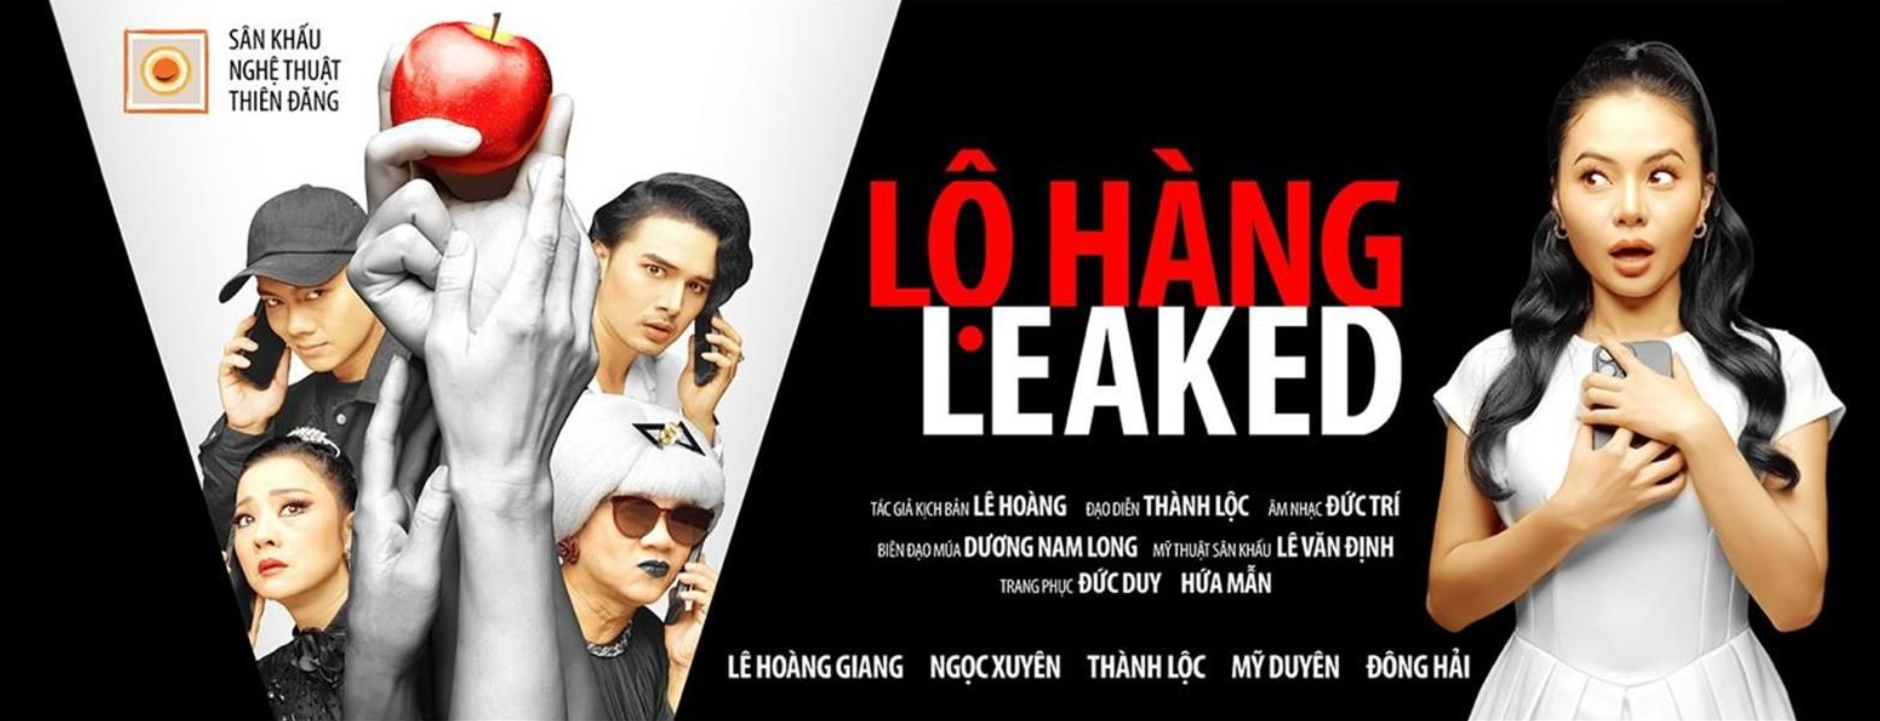 SÂN KHẤU
NGHỆ THUẬT
THIÊN ĐĂNG
LỘ HÀNG
LEAKED
TÁC GIẢ KỊCH BẢN LÊ HOÀNG ĐẠO DIỄN THÀNH LỘC ÂM NHẠC ĐỨC TRÍ
BIÊN ĐẠO MÚA DƯƠNG NAM LONG MỸ THUẬT SÂN KHẤU LÊ VĂN ĐỊNH
TRANG PHỤC ĐỨC DUY HỨA MẪN
LÊ HOÀNG GIANG NGỌC XUYÊN THÀNH LỘC MỸ DUYÊN ĐÔNG HẢI